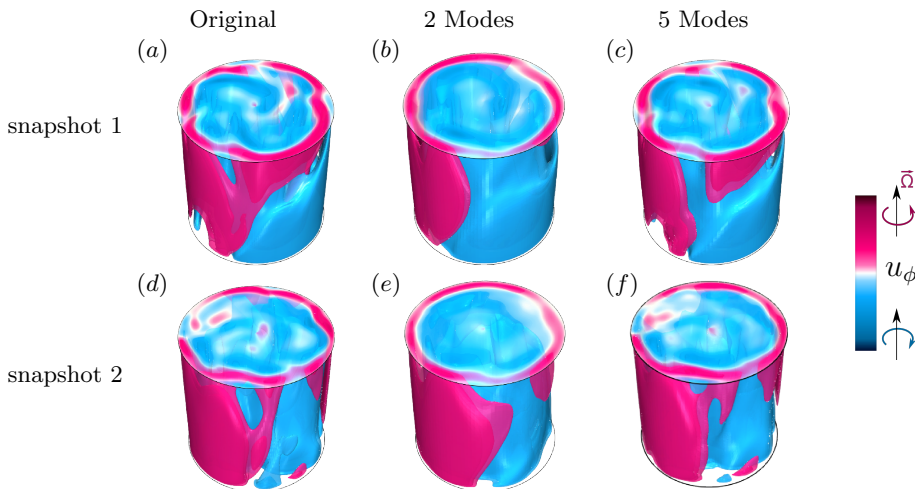 Original 2 Modes 5 Modes
(a) (b) (c)
snapshot 1
(d) (e) (f)
snapshot 2
Ω⃗
u_ϕ